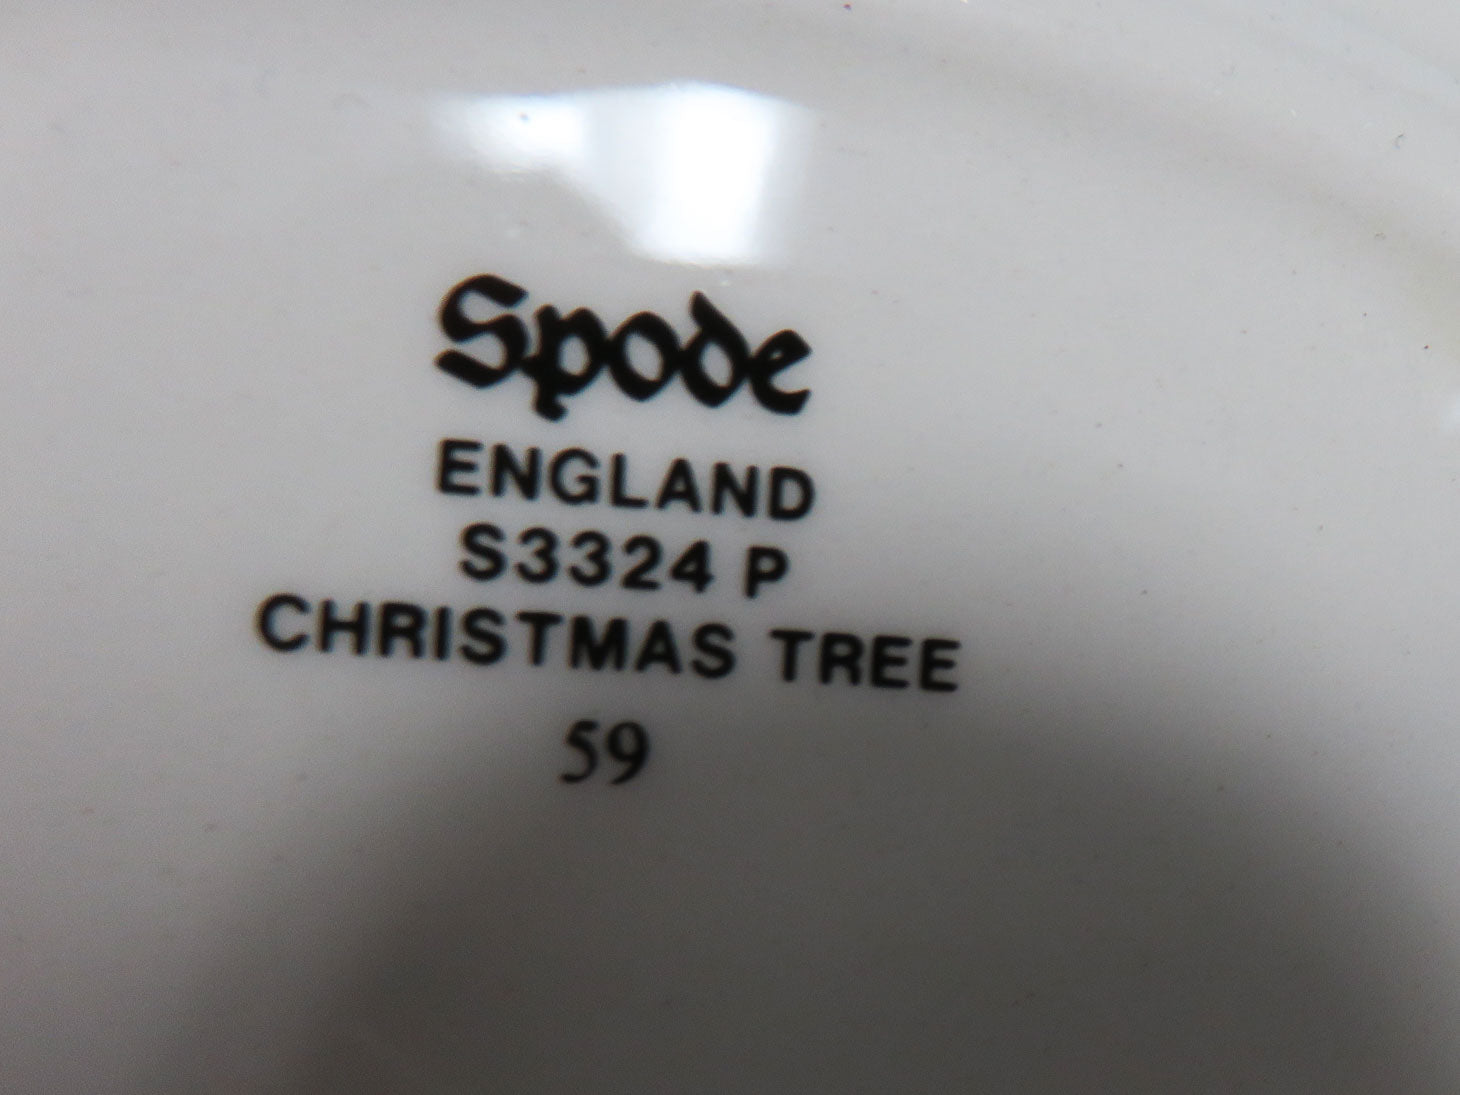 Spode
ENGLAND
S3324 P
CHRISTMAS TREE
59